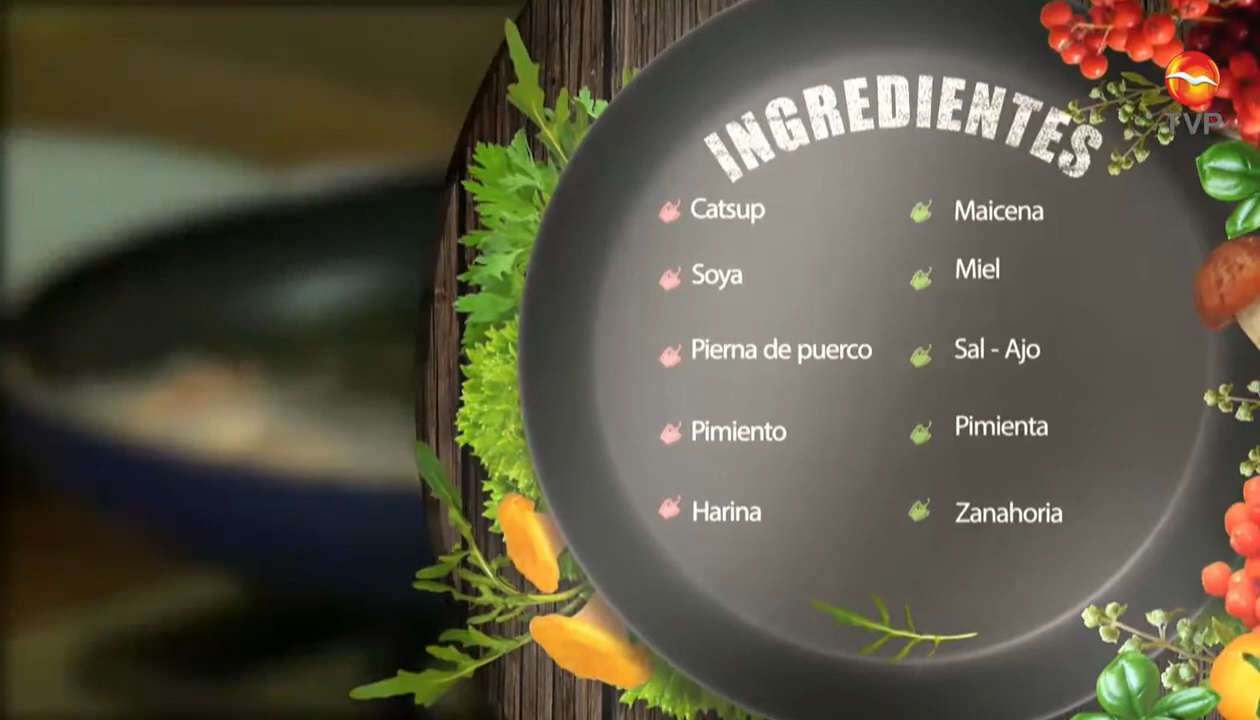 TVP
INGREDIENTES
Catsup
Soya
Pierna de puerco
Pimiento
Harina
Maicena
Miel
Sal - Ajo
Pimienta
Zanahoria